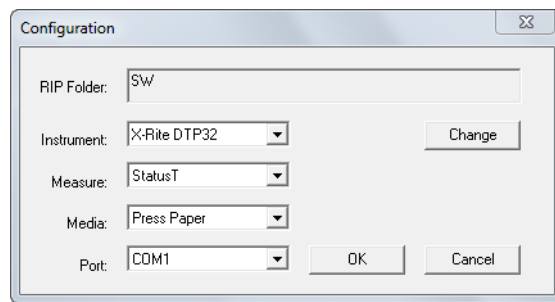 Configuration
RIP Folder: SW
Instrument: X-Rite DTP32 Change
Measure: StatusT
Media: Press Paper
Port: COM1 OK Cancel